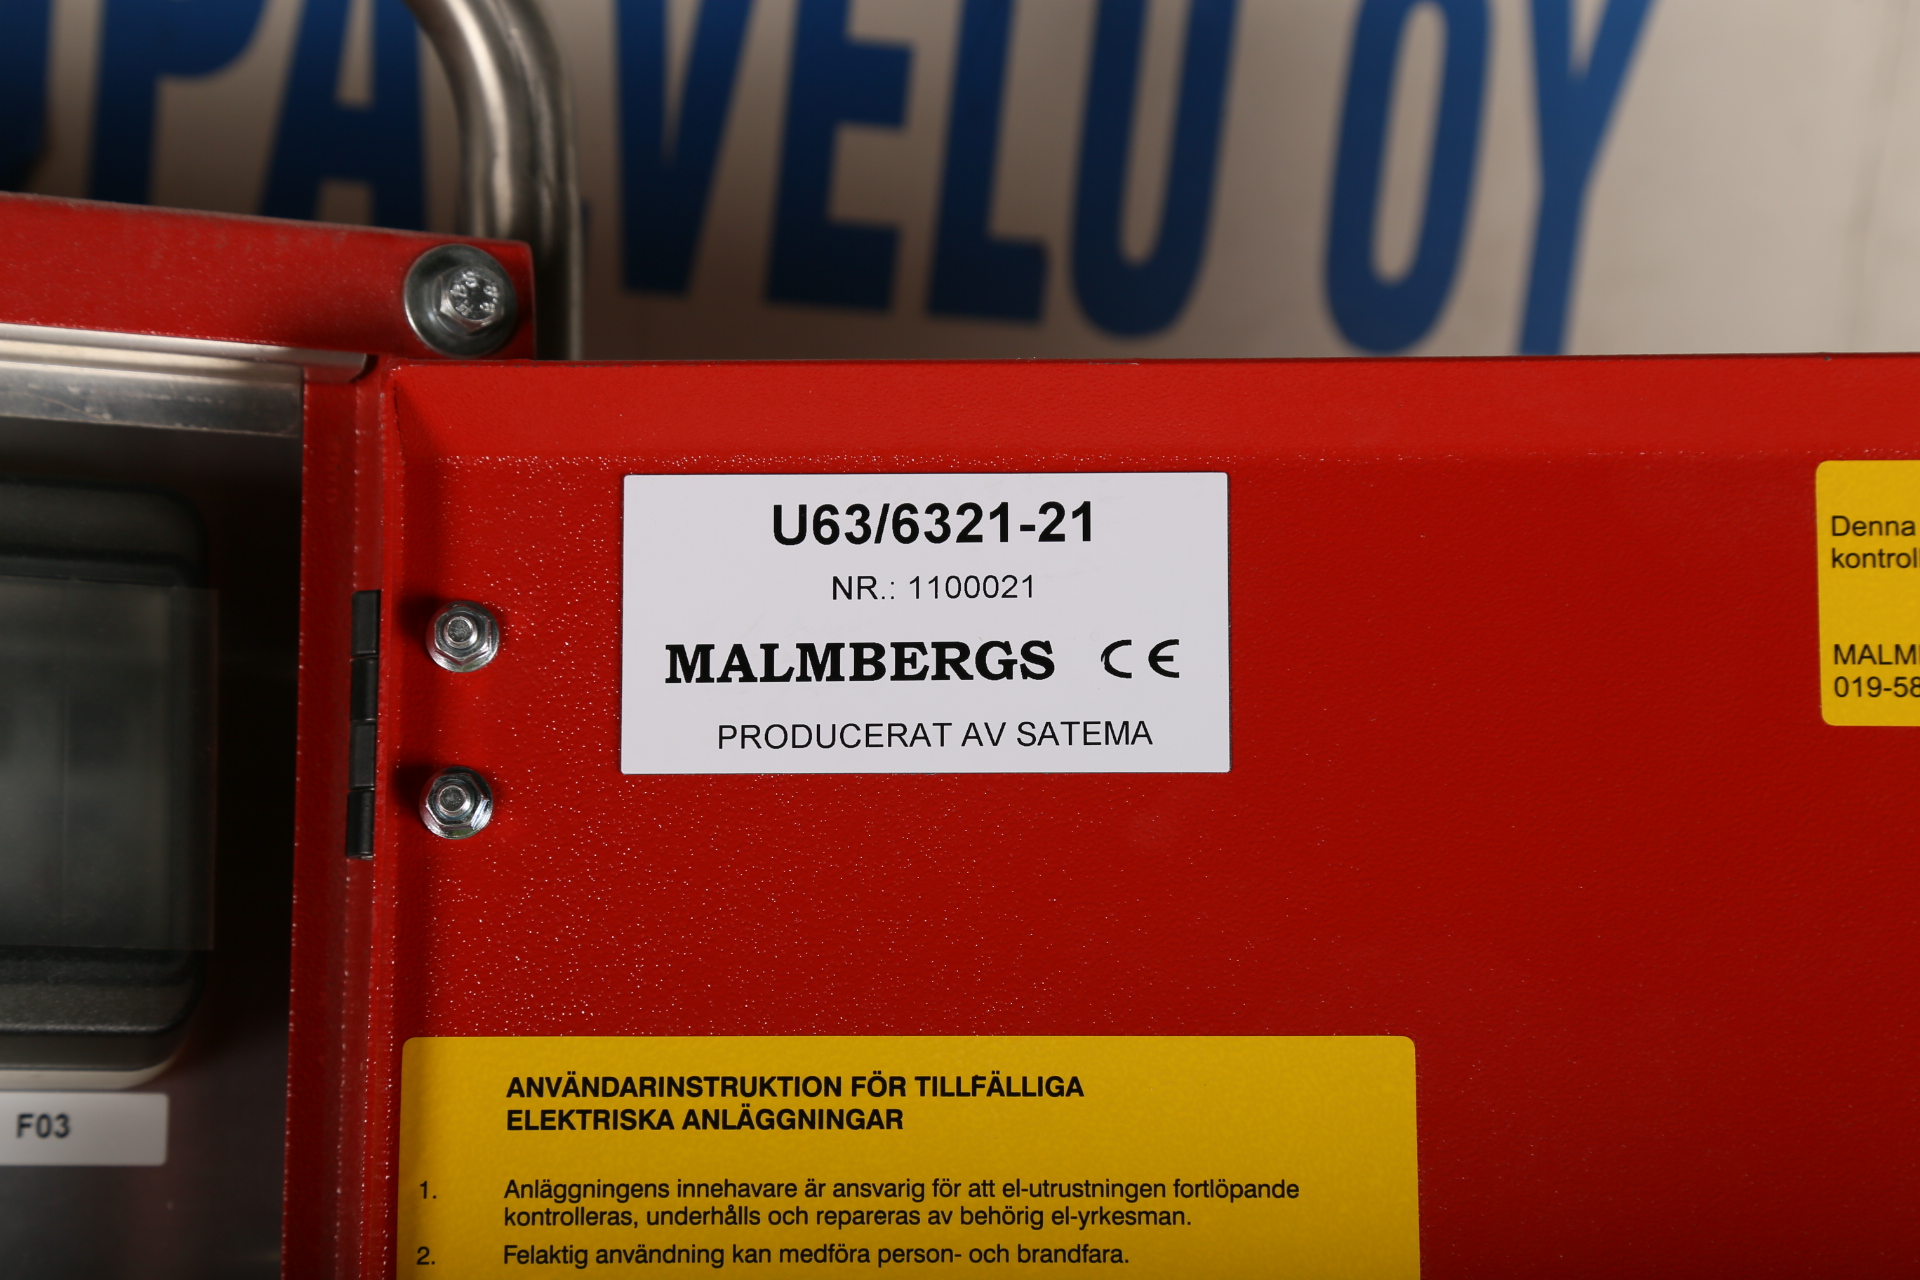 VELU OY
U63/6321-21
NR.: 1100021
MALMBERGS CE
PRODUCERAT AV SATEMA
Denna
019-58
F03
ANVÄNDARINSTRUKTION FÖR TILLFÄLLIGA
ELEKTRISKA ANLÄGGNINGAR
1. Anläggningens innehavare är ansvarig för att el-utrustningen fortlöpande
kontrolleras, underhålls och repareras av behörig el-yrkesman.
2. Felaktig användning kan medföra person- och brandfara.